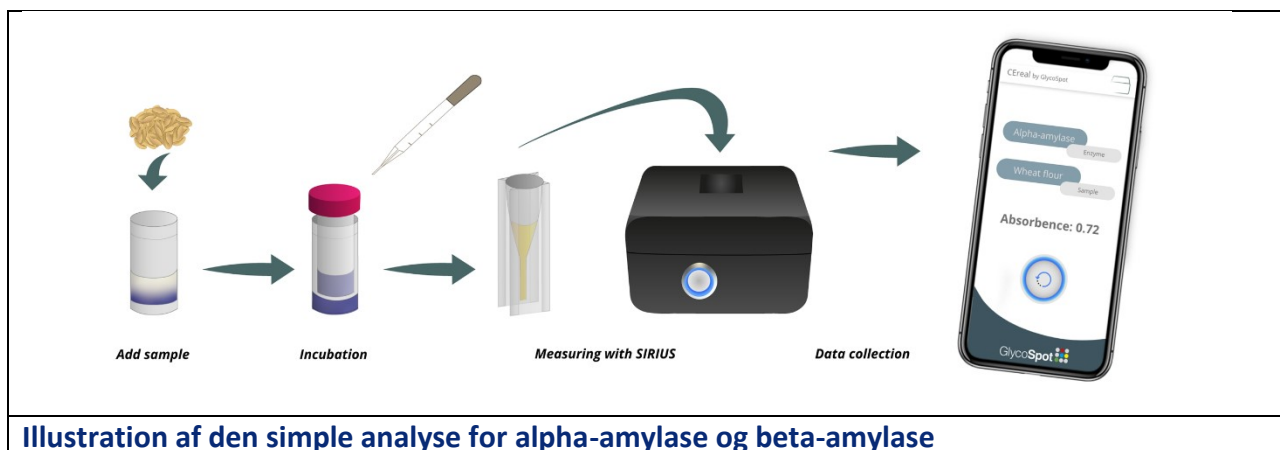 CEreal by GlycoSpot
Alpha-amylase
Enzyme
Wheat flour
Sample
Absorbence: 0.72
GlycoSpot
Add sample
Incubation
Measuring with SIRIUS
Data collection
Illustration af den simple analyse for alpha-amylase og beta-amylase